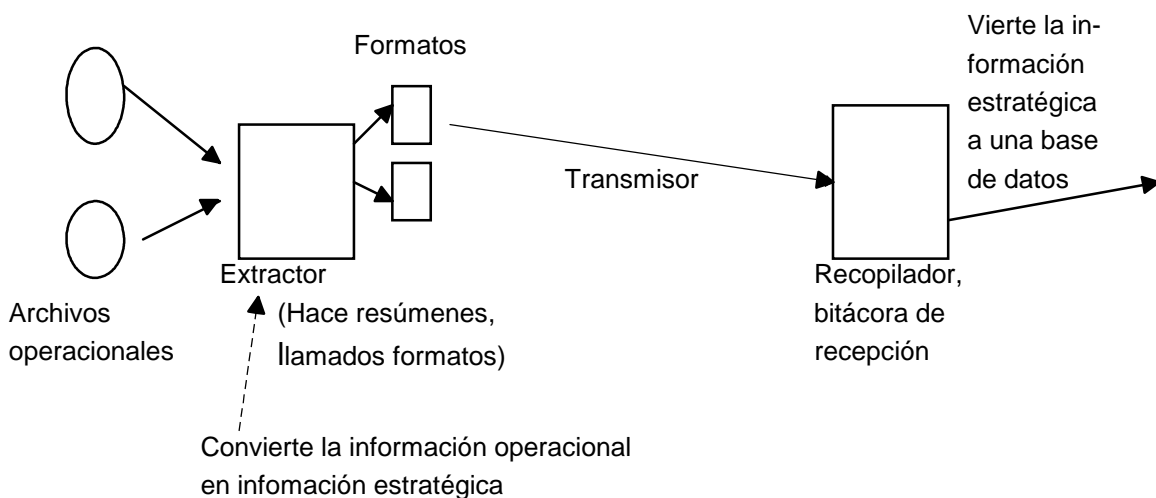 Formatos
Vierte la in-
formación
estratégica
a una base
de datos
Transmisor
Extractor
(Hace resúmenes,
llamados formatos)
Archivos
operacionales
Recopilador,
bitácora de
recepción
Convierte la información operacional
en infomación estratégica